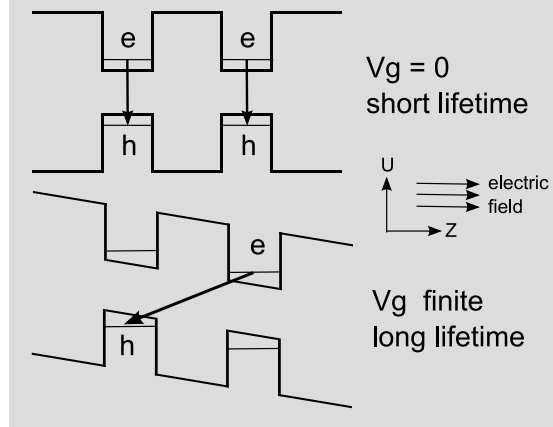 e e
Vg = 0
short lifetime
h h
U
electric
field
Z
e
Vg finite
long lifetime
h